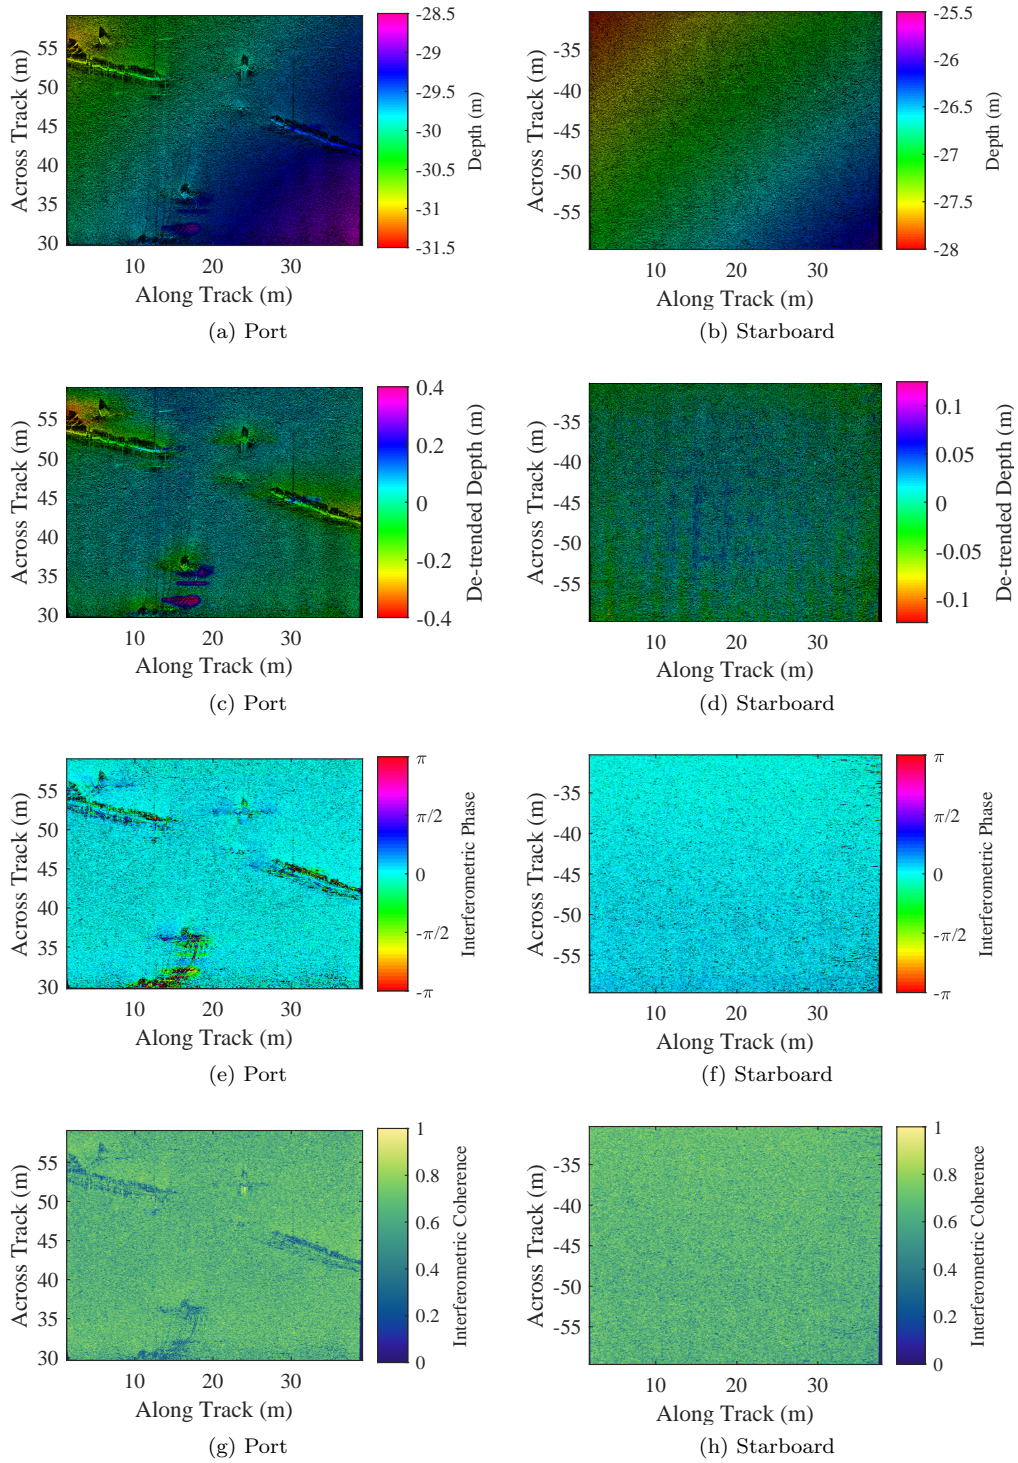 55
50
45
40
35
30
Across Track (m)
10 20 30
Along Track (m)
-28.5
-29
-29.5
-30
-30.5
-31
-31.5
Depth (m)
(a) Port
-35
-40
-45
-50
-55
Across Track (m)
10 20 30
Along Track (m)
-25.5
-26
-26.5
-27
-27.5
-28
Depth (m)
(b) Starboard
55
50
45
40
35
30
Across Track (m)
10 20 30
Along Track (m)
0.4
0.2
0
-0.2
-0.4
De-trended Depth (m)
(c) Port
-35
-40
-45
-50
-55
Across Track (m)
10 20 30
Along Track (m)
0.1
0.05
0
-0.05
-0.1
De-trended Depth (m)
(d) Starboard
55
50
45
40
35
30
Across Track (m)
10 20 30
Along Track (m)
π
π/2
0
-π/2
-π
Interferometric Phase
(e) Port
-35
-40
-45
-50
-55
Across Track (m)
10 20 30
Along Track (m)
π
π/2
0
-π/2
-π
Interferometric Phase
(f) Starboard
55
50
45
40
35
30
Across Track (m)
10 20 30
Along Track (m)
1
0.8
0.6
0.4
0.2
0
Interferometric Coherence
(g) Port
-35
-40
-45
-50
-55
Across Track (m)
10 20 30
Along Track (m)
1
0.8
0.6
0.4
0.2
0
Interferometric Coherence
(h) Starboard